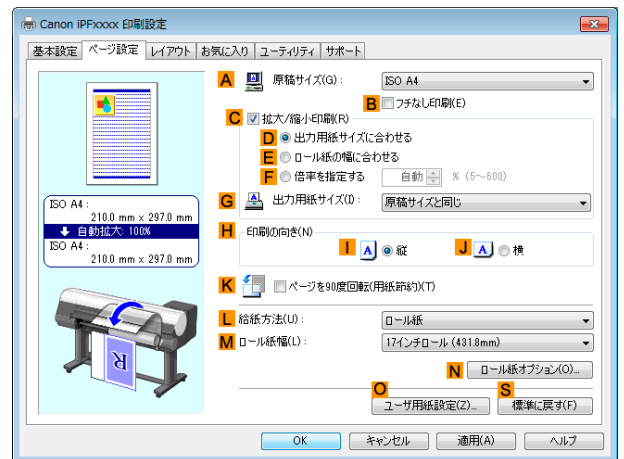 Canon iPFxxxx 印刷設定
基本設定 ページ設定 レイアウト お気に入り ユーティリティ サポート
A 原稿サイズ(G): ISO A4
B フチなし印刷(E)
C 拡大/縮小印刷(R)
D 出力用紙サイズに合わせる
E ロール紙の幅に合わせる
F 倍率を指定する 自動 % (5～600)
G 出力用紙サイズ(I): 原稿サイズと同じ
ISO A4 :
210.0 mm x 297.0 mm
自動拡大: 100%
ISO A4 :
210.0 mm x 297.0 mm
H 印刷の向き(N)
I A 縦 J A 横
K ページを90度回転(用紙節約)(T)
L 給紙方法(U): ロール紙
M ロール紙幅(L): 17インチロール (431.8mm)
R
N ロール紙オプション(O)...
O S
ユーザ用紙設定(Z)... 標準に戻す(F)
OK キャンセル 適用(A) ヘルプ